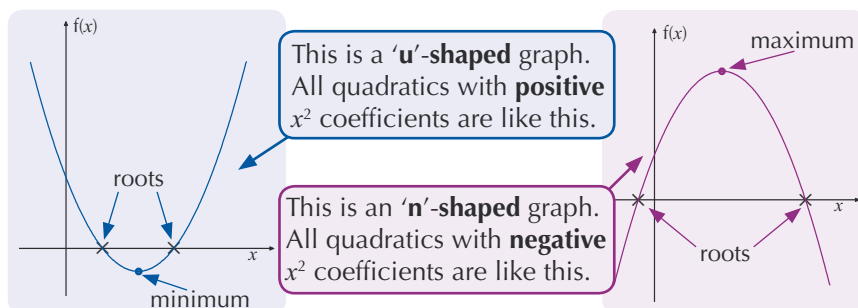 f(x)
roots
x
minimum
This is a ‘u’-shaped graph.
All quadratics with positive
x² coefficients are like this.
This is an ‘n’-shaped graph.
All quadratics with negative
x² coefficients are like this.
f(x)
maximum
x
roots